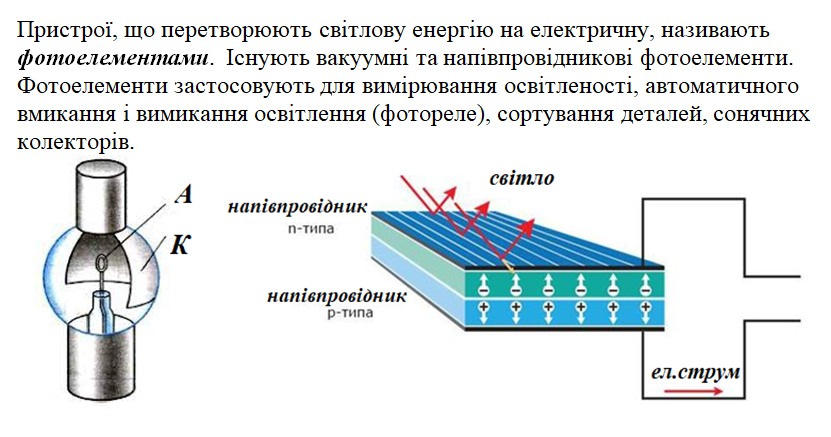 Пристрої, що перетворюють світлову енергію на електричну, називають
фотоелементами. Існують вакуумні та напівпровідникові фотоелементи.
Фотоелементи застосовують для вимірювання освітленості, автоматичного
вмикання і вимикання освітлення (фотореле), сортування деталей, сонячних
колекторів.
А
К
світло
напівпровідник
n-типа
напівпровідник
p-типа
ел.струм